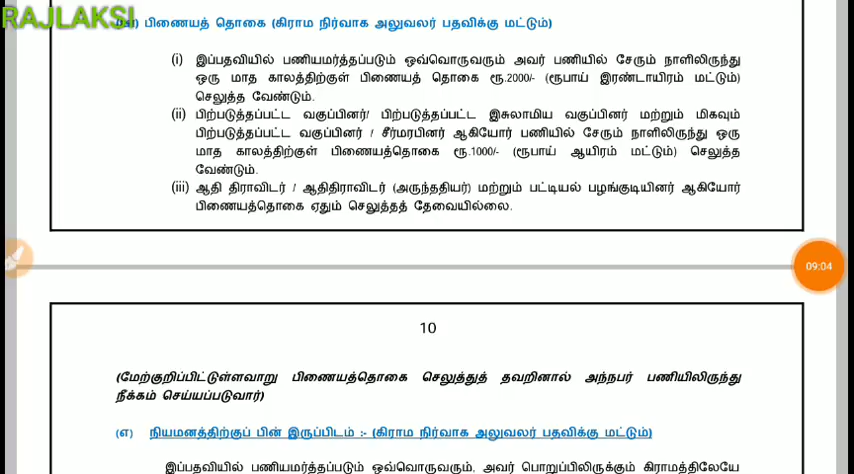 RAJLAKSI
பிணையத் தொகை (கிராம நிர்வாக அலுவலர் பதவிக்கு மட்டும்)
(i) இப்பதவியில் பணியமர்த்தப்படும் ஒவ்வொருவரும் அவர் பணியில் சேரும் நாளிலிருந்து
ஒரு மாத காலத்திற்குள் பிணையத் தொகை ரூ.2000/- (ரூபாய் இரண்டாயிரம் மட்டும்)
செலுத்த வேண்டும்.
(ii) பிற்படுத்தப்பட்ட வகுப்பினர்/ பிற்படுத்தப்பட்ட இசுலாமிய வகுப்பினர் மற்றும் மிகவும்
பிற்படுத்தப்பட்ட வகுப்பினர் / சீர்மரபினர் ஆகியோர் பணியில் சேரும் நாளிலிருந்து ஒரு
மாத காலத்திற்குள் பிணையத்தொகை ரூ.1000/- (ரூபாய் ஆயிரம் மட்டும்) செலுத்த
வேண்டும்.
(iii) ஆதி திராவிடர் / ஆதிதிராவிடர் (அருந்ததியர்) மற்றும் பட்டியல் பழங்குடியினர் ஆகியோர்
பிணையத்தொகை ஏதும் செலுத்தத் தேவையில்லை.
09:04
10
(மேற்குறிப்பிட்டுள்ளவாறு பிணையத்தொகை செலுத்துத் தவறினால் அந்நபர் பணியிலிருந்து
நீக்கம் செய்யப்படுவார்)
(எ) நியமனத்திற்குப் பின் இருப்பிடம் :- (கிராம நிர்வாக அலுவலர் பதவிக்கு மட்டும்)
இப்பதவியில் பணியமர்த்தப்படும் ஒவ்வொருவரும், அவர் பொறுப்பிலிருக்கும் கிராமத்திலேயே